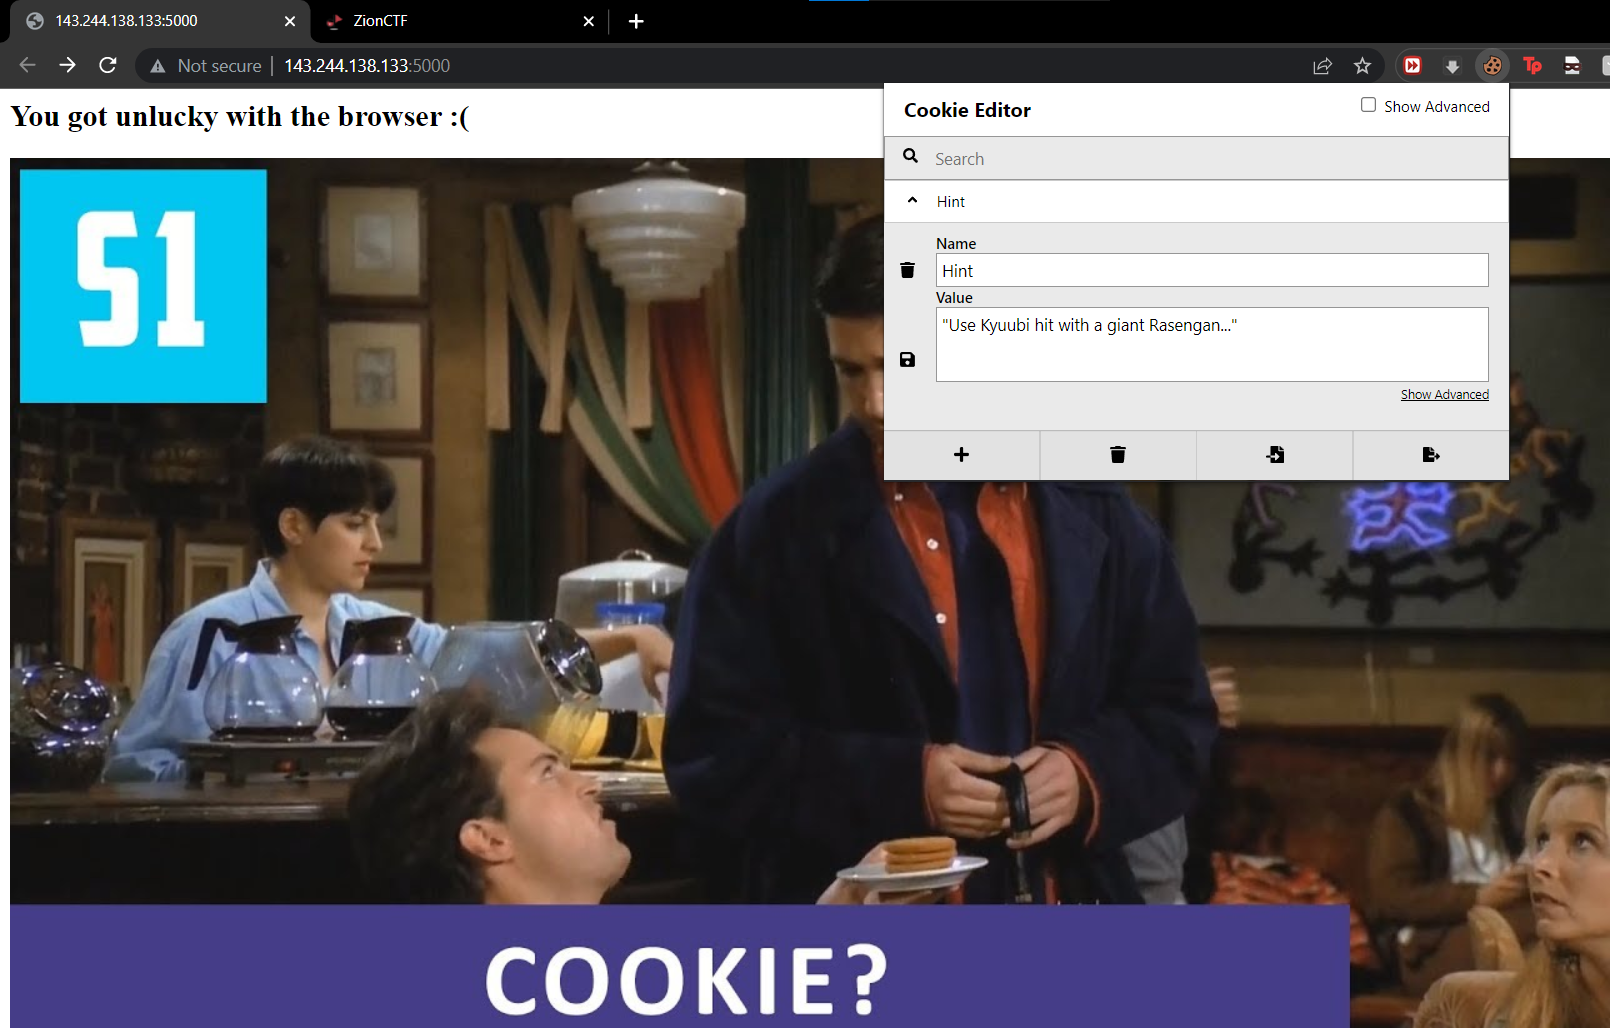 143.244.138.133:5000
ZionCTF
Not secure
143.244.138.133:5000
Tp
You got unlucky with the browser :(
Cookie Editor
Show Advanced
Search
Hint
Name
Hint
Value
"Use Kyuubi hit with a giant Rasengan..."
Show Advanced
S1
COOKIE?